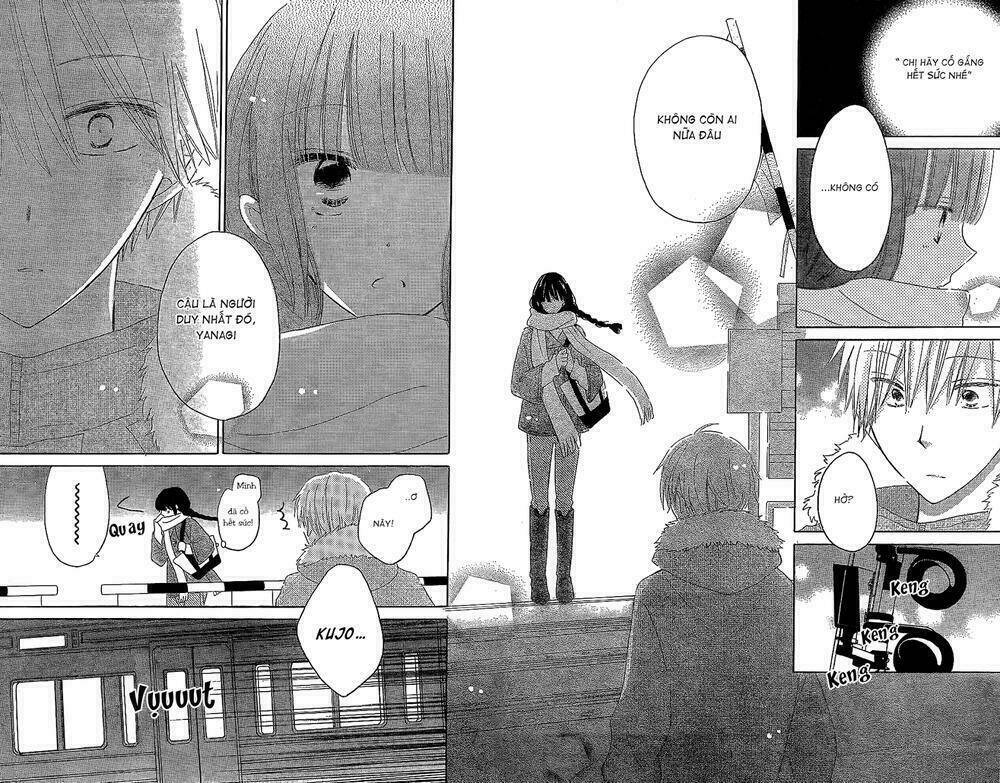 " CHỊ HÃY CỐ GẮNG
HẾT SỨC NHÉ"
...KHÔNG CÓ
HỞ?
Keng
Keng
Keng
KHÔNG CÒN AI
NỮA ĐÂU
CẬU LÀ NGƯỜI
DUY NHẤT ĐÓ,
YANAGI
..Ơ
NÀY!
Mình
đã cố
hết sức!
Quay
KUJO...
Vụuuut